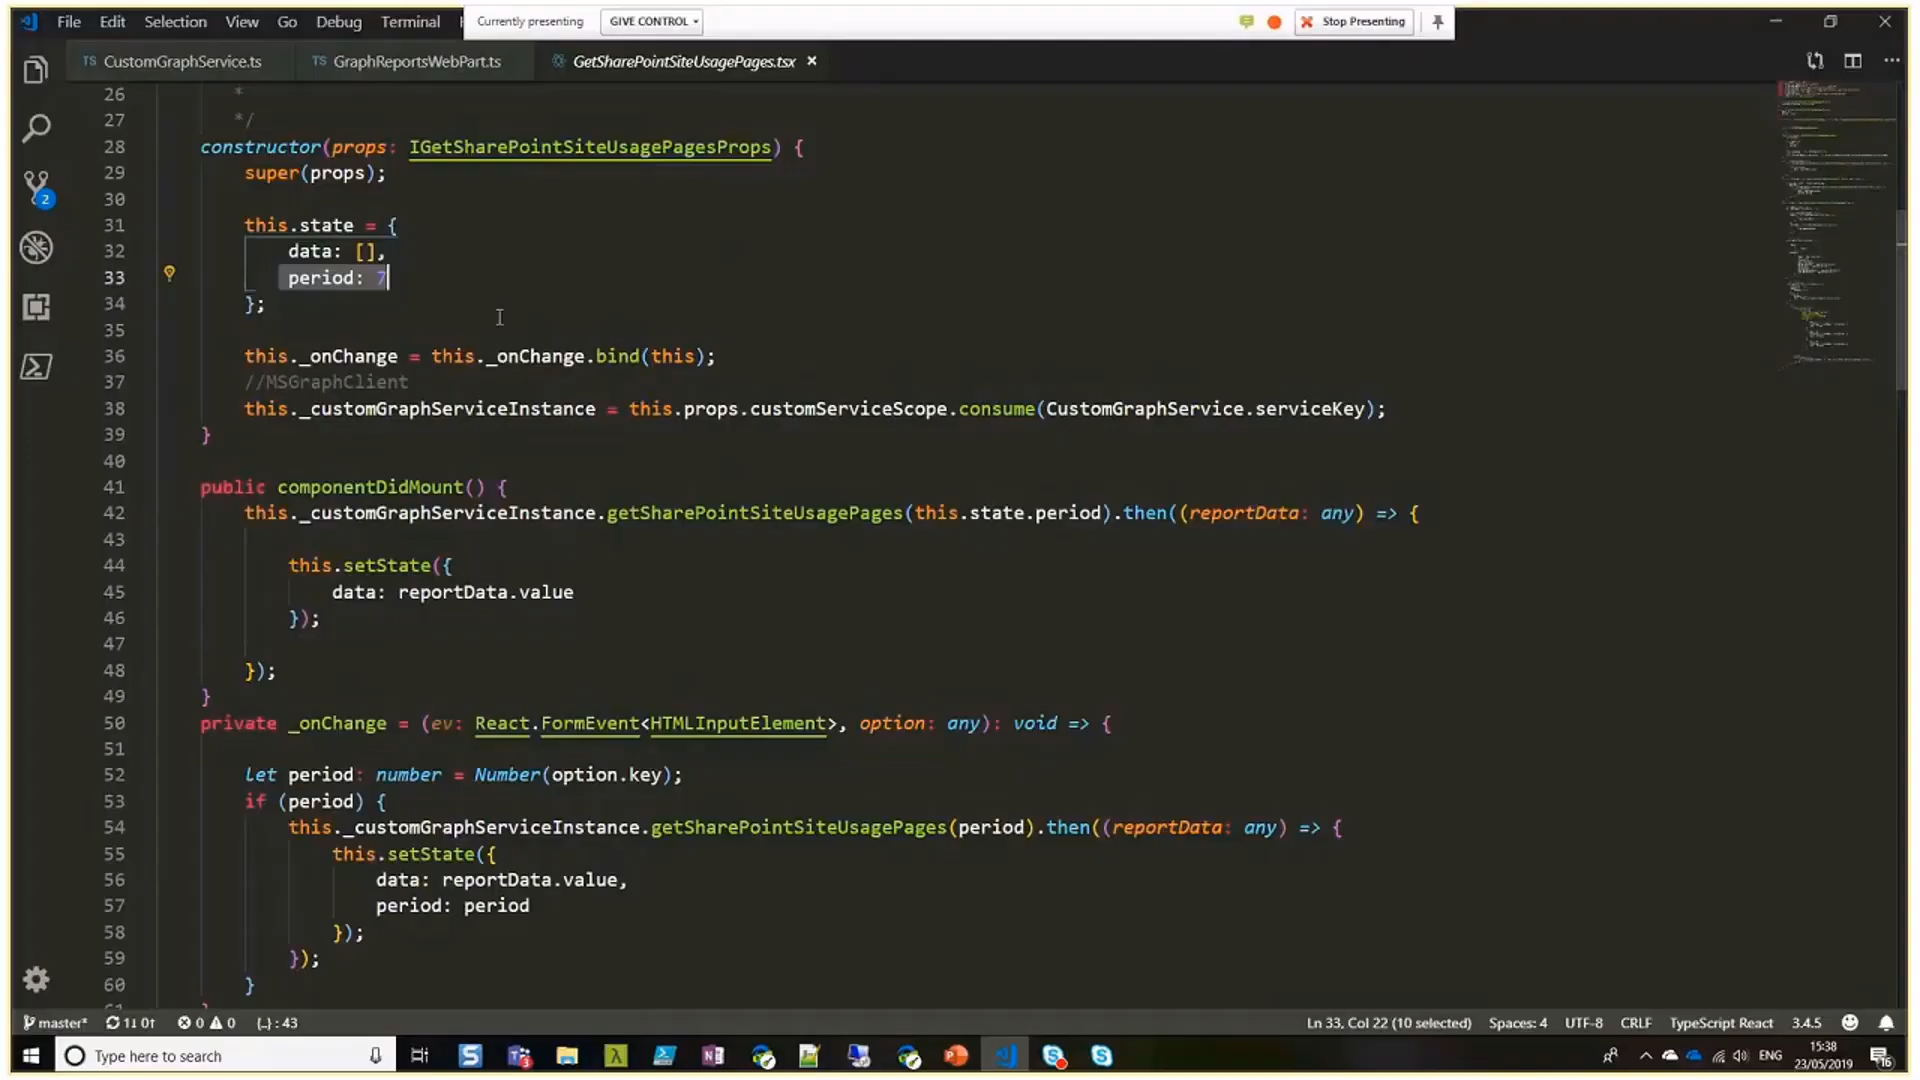 File Edit Selection View Go Debug Terminal
Currently presenting GIVE CONTROL Stop Presenting
TS CustomGraphService.ts TS GraphReportsWebPart.ts GetSharePointSiteUsagePages.tsx ×
26 *
27 */
28 constructor(props: IGetSharePointSiteUsagePagesProps) {
29 super(props);
30
31 this.state = {
32 data: [],
33 period: 7
34 };
35
36 this._onChange = this._onChange.bind(this);
37 //MSGraphClient
38 this._customGraphServiceInstance = this.props.customServiceScope.consume(CustomGraphService.serviceKey);
39 }
40
41 public componentDidMount() {
42 this._customGraphServiceInstance.getSharePointSiteUsagePages(this.state.period).then((reportData: any) => {
43
44 this.setState({
45 data: reportData.value
46 });
47
48 });
49 }
50 private _onChange = (ev: React.FormEvent<HTMLInputElement>, option: any): void => {
51
52 let period: number = Number(option.key);
53 if (period) {
54 this._customGraphServiceInstance.getSharePointSiteUsagePages(period).then((reportData: any) => {
55 this.setState({
56 data: reportData.value,
57 period: period
58 });
59 });
60 }
2
master* 1↓ 0↑ 0 0 {..} : 43 Ln 33, Col 22 (10 selected) Spaces: 4 UTF-8 CRLF TypeScript React 3.4.5
Type here to search ENG 15:38
23/05/2019 16